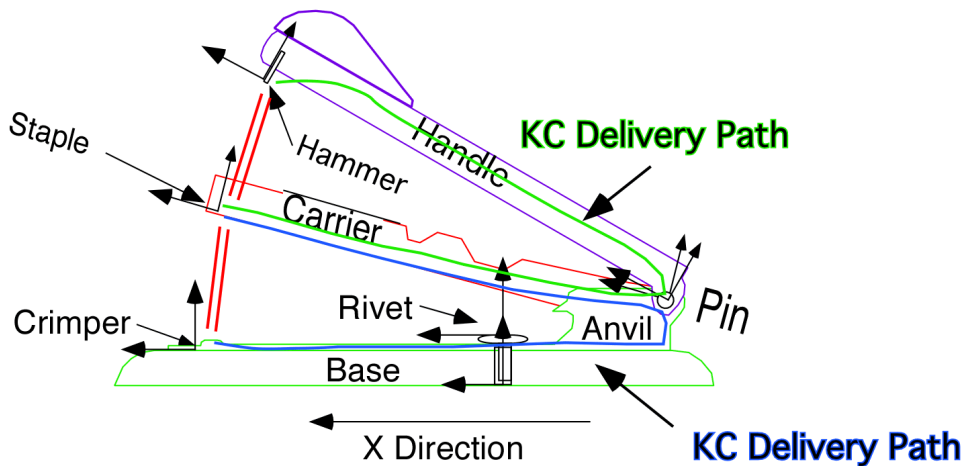 Staple
Hammer
Handle
KC Delivery Path
Carrier
Rivet
Pin
Crimper
Anvil
Base
X Direction
KC Delivery Path